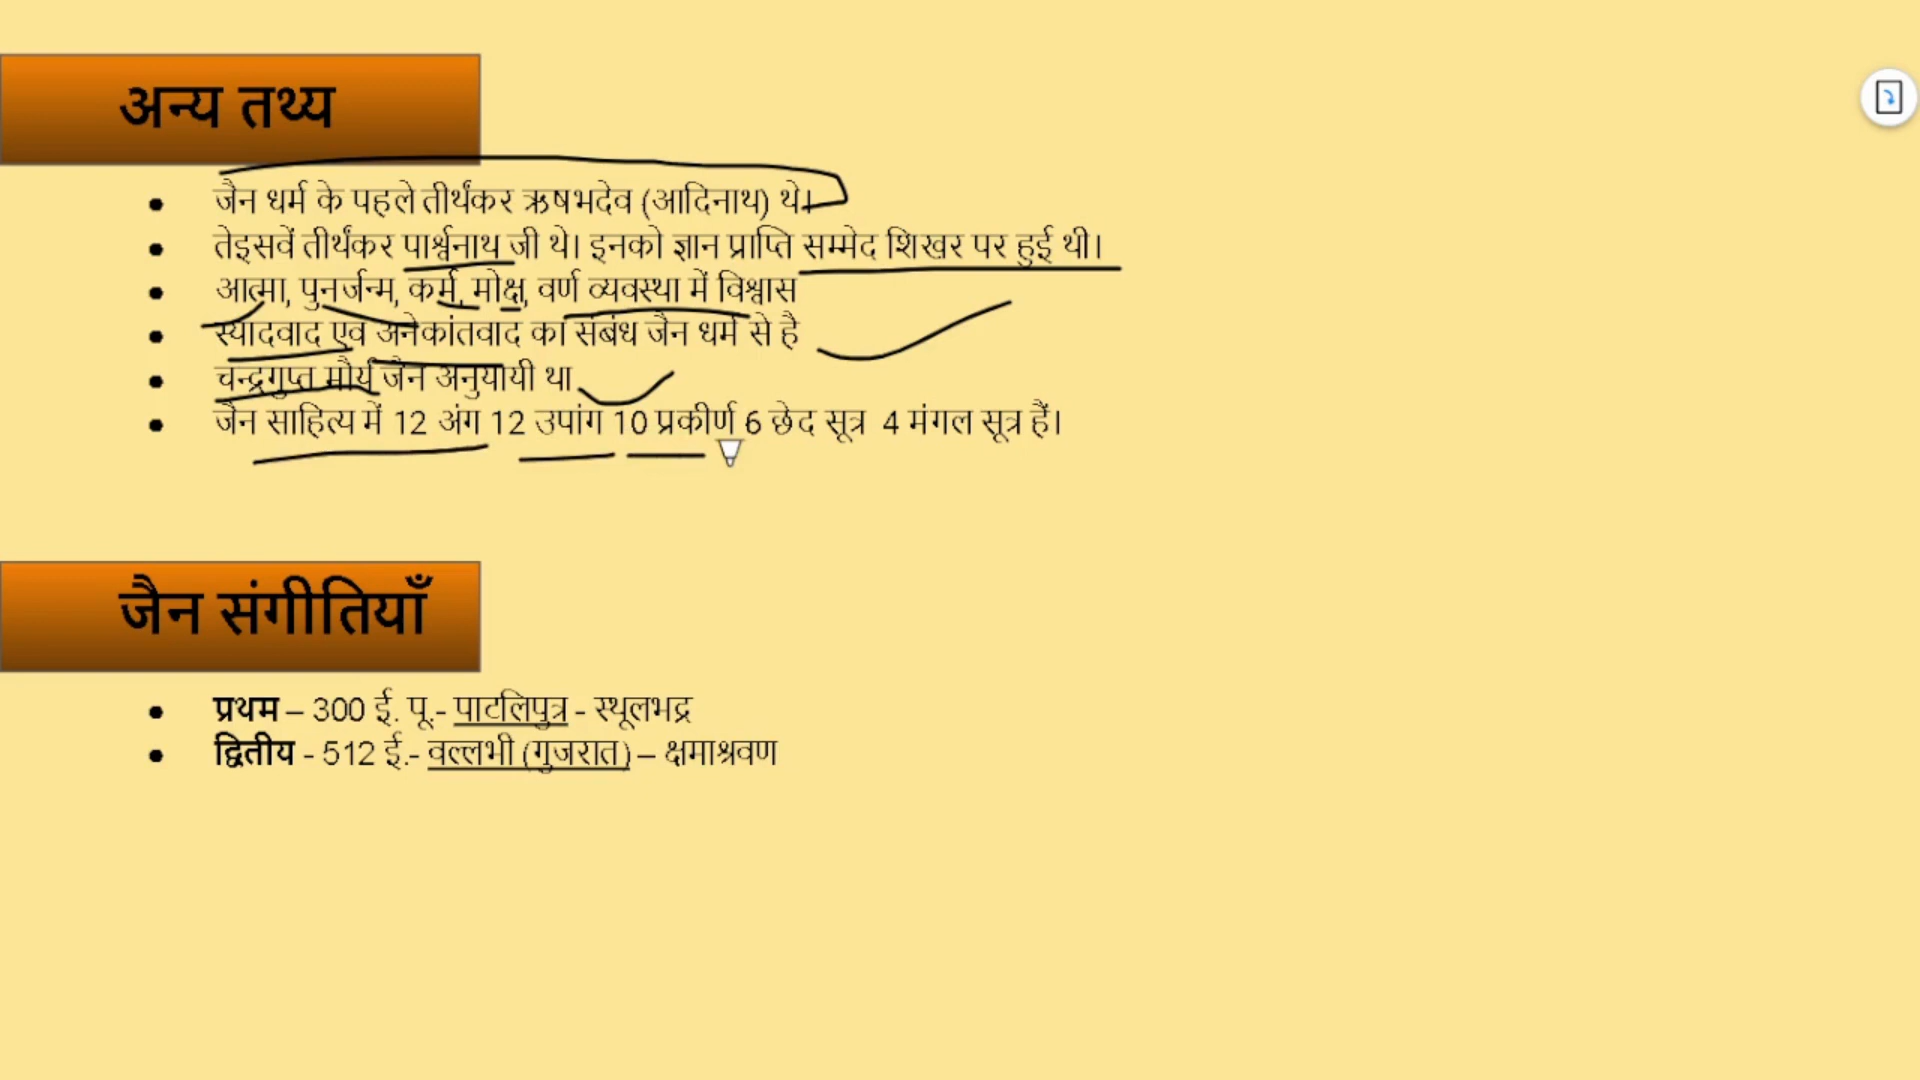 अन्य तथ्य
जैन धर्म के पहले तीर्थंकर ऋषभदेव (आदिनाथ) थे।
तेइसवें तीर्थंकर पार्श्वनाथ जी थे। इनको ज्ञान प्राप्ति सम्मेद शिखर पर हुई थी।
आत्मा, पुनर्जन्म, कर्म, मोक्ष, वर्ण व्यवस्था में विश्वास
स्यादवाद एवं अनेकांतवाद का संबंध जैन धर्म से है
चन्द्रगुप्त मौर्य जैन अनुयायी था
जैन साहित्य में 12 अंग 12 उपांग 10 प्रकीर्ण 6 छेद सूत्र 4 मंगल सूत्र हैं।
जैन संगीतियाँ
प्रथम – 300 ई. पू.- पाटलिपुत्र - स्थूलभद्र
द्वितीय - 512 ई.- वल्लभी (गुजरात) – क्षमाश्रवण